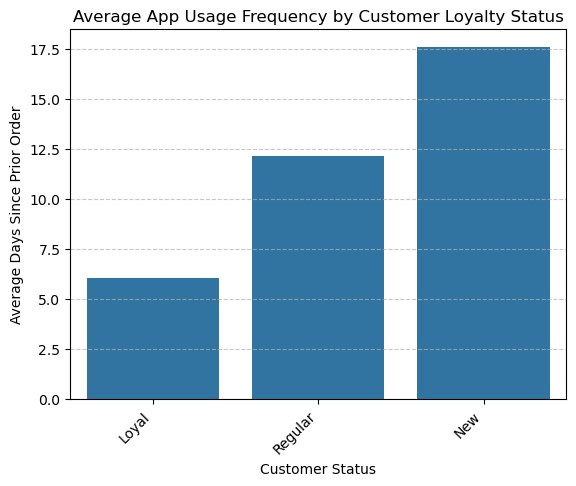 Average App Usage Frequency by Customer Loyalty Status
Average Days Since Prior Order
17.5
15.0
12.5
10.0
7.5
5.0
2.5
0.0
Loyal
Regular
New
Customer Status